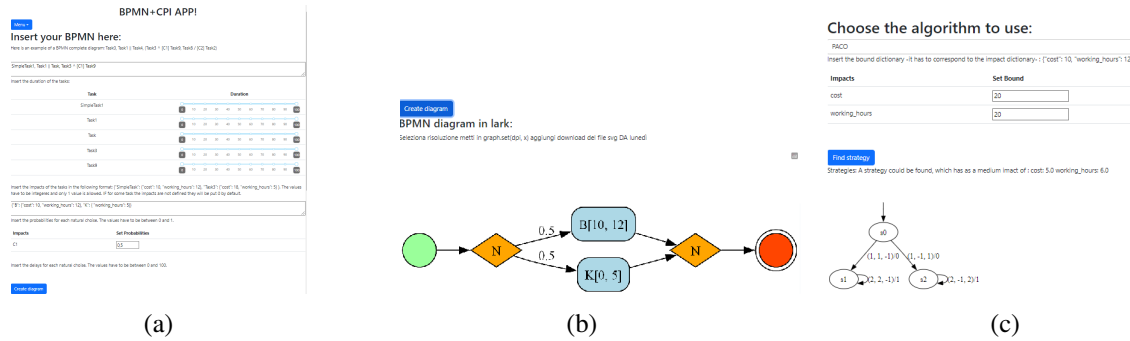 BPMN+CPI APP!
Menu
Insert your BPMN here:
Here is an example of a BPMN complete diagram: Task0, (Task1 || Task4, (Task3 ^ [C1] Task9, Task8 / [C2] Task2)
SimpleTask1, Task1 || Task, Task3 ^ [C1] Task9
Insert the duration of the tasks:
Task Duration
SimpleTask1
Task1
Task
Task3
Task9
Insert the impacts of the tasks in the following format: {"SimpleTask": {"cost": 10, "working_hours": 12}, "Task3": {"cost": 10, "working_hours": 5} }. The values
have to be integeres and only 1 value is allowed. IF for some task the impacts are not defined they will be put 0 by default.
{"B": {"cost": 10, "working_hours": 12}, "K": {"working_hours": 5}}
Insert the probabilities for each natural choice. The values have to be between 0 and 1.
Impacts Set Probabilities
C1 0.5
Insert the delays for each natural choice. The values have to be between 0 and 100.
Create diagram
(a)
Create diagram
BPMN diagram in lark:
Seleziona risoluzione metti in graph.set(dpi, x) aggiungi download del file svg DA lunedì
N
0.5
B[10, 12]
0.5
K[0, 5]
N
(b)
Choose the algorithm to use:
PACO
Insert the bound dictionary -it has to correspond to the impact dictionary- : {"cost": 10, "working_hours": 12
Impacts Set Bound
cost 20
working_hours 20
Find strategy
Strategies: A strategy could be found, which has as a medium imact of : cost: 5.0 working_hours: 6.0
s0
(1, 1, -1)/0 (1, -1, 1)/0
s1 (2, 2, -1)/1 s2 (2, -1, 2)/1
(c)